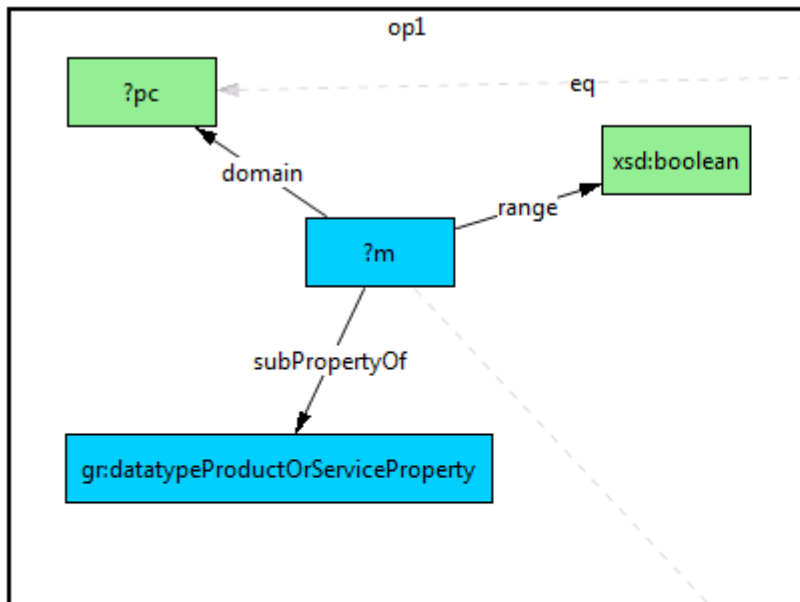 op1
?pc
eq
xsd:boolean
domain
range
?m
subPropertyOf
gr:datatypeProductOrServiceProperty